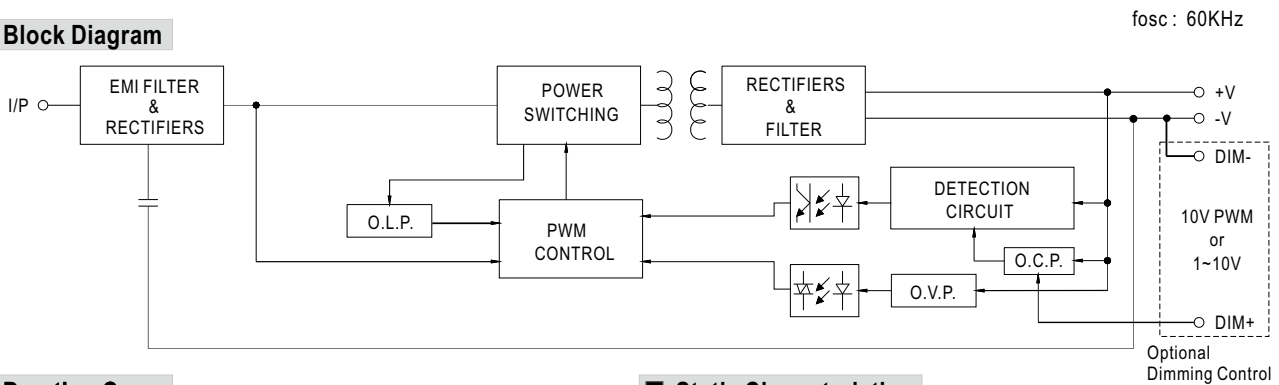 fosc : 60KHz
Block Diagram
I/P
EMI FILTER
&
RECTIFIERS
POWER
SWITCHING
RECTIFIERS
&
FILTER
+V
-V
DIM-
O.L.P.
PWM
CONTROL
DETECTION
CIRCUIT
O.C.P.
O.V.P.
10V PWM
or
1~10V
DIM+
Optional
Dimming Control